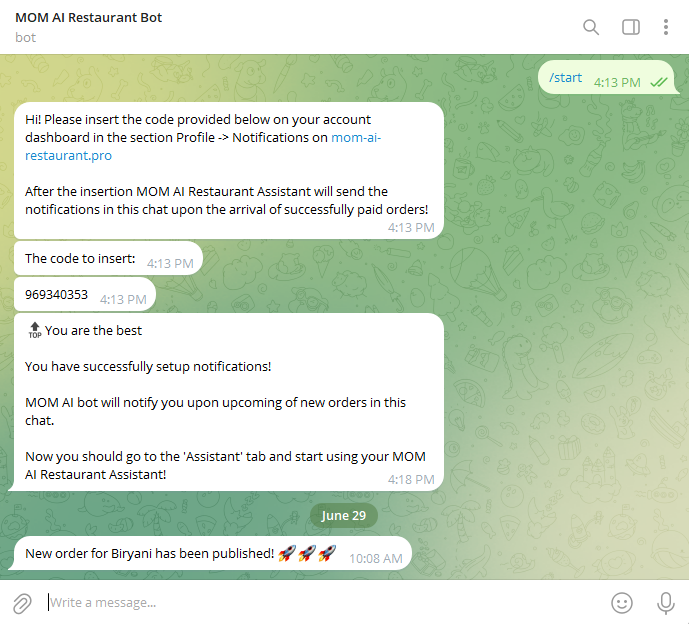 MOM AI Restaurant Bot
bot
/start 4:13 PM
Hi! Please insert the code provided below on your account
dashboard in the section Profile -> Notifications on mom-ai-
restaurant.pro
After the insertion MOM AI Restaurant Assistant will send the
notifications in this chat upon the arrival of successfully paid orders!
4:13 PM
The code to insert: 4:13 PM
969340353 4:13 PM
TOP You are the best
You have successfully setup notifications!
MOM AI bot will notify you upon upcoming of new orders in this
chat.
Now you should go to the 'Assistant' tab and start using your MOM
AI Restaurant Assistant! 4:18 PM
June 29
New order for Biryani has been published! 🚀🚀🚀 10:08 AM
Write a message...